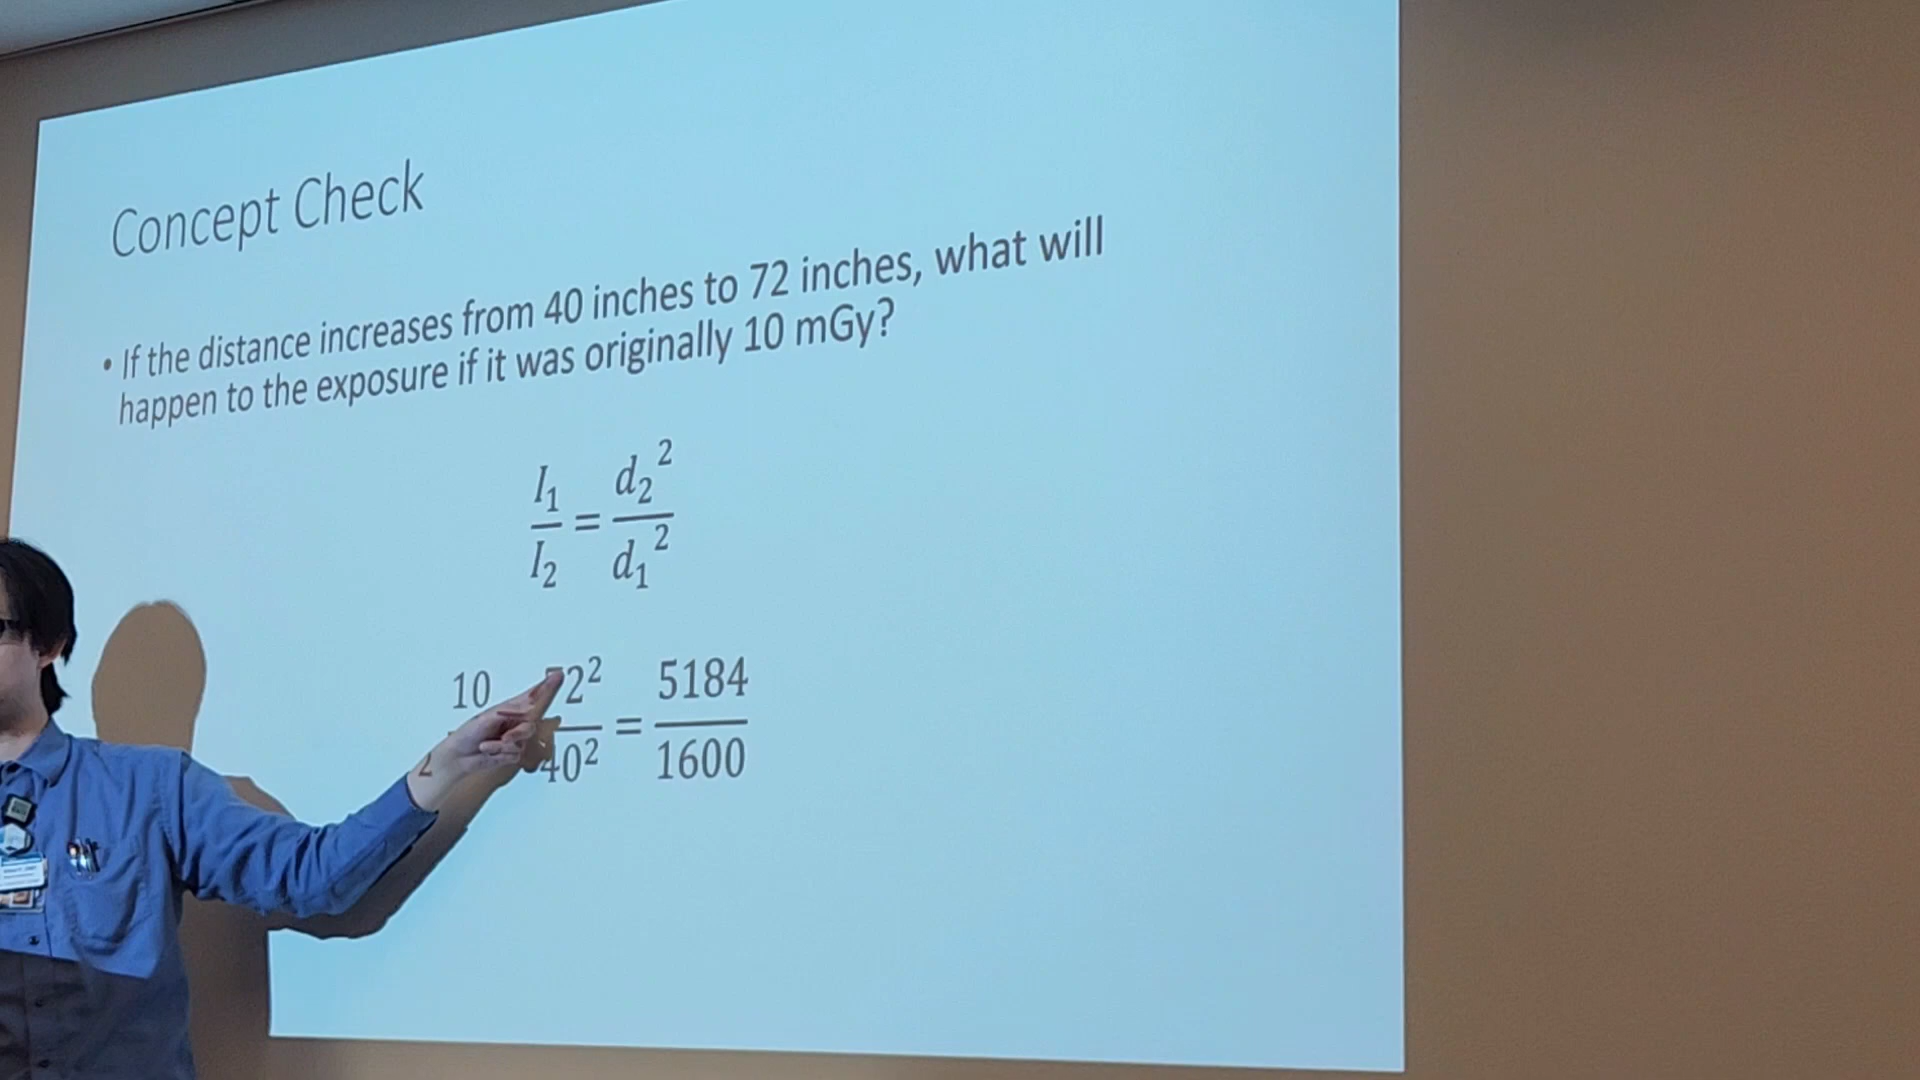 Concept Check
• If the distance increases from 40 inches to 72 inches, what will
happen to the exposure if it was originally 10 mGy?
I₁/I₂ = d₂²/d₁²
10 72²/40² = 5184/1600